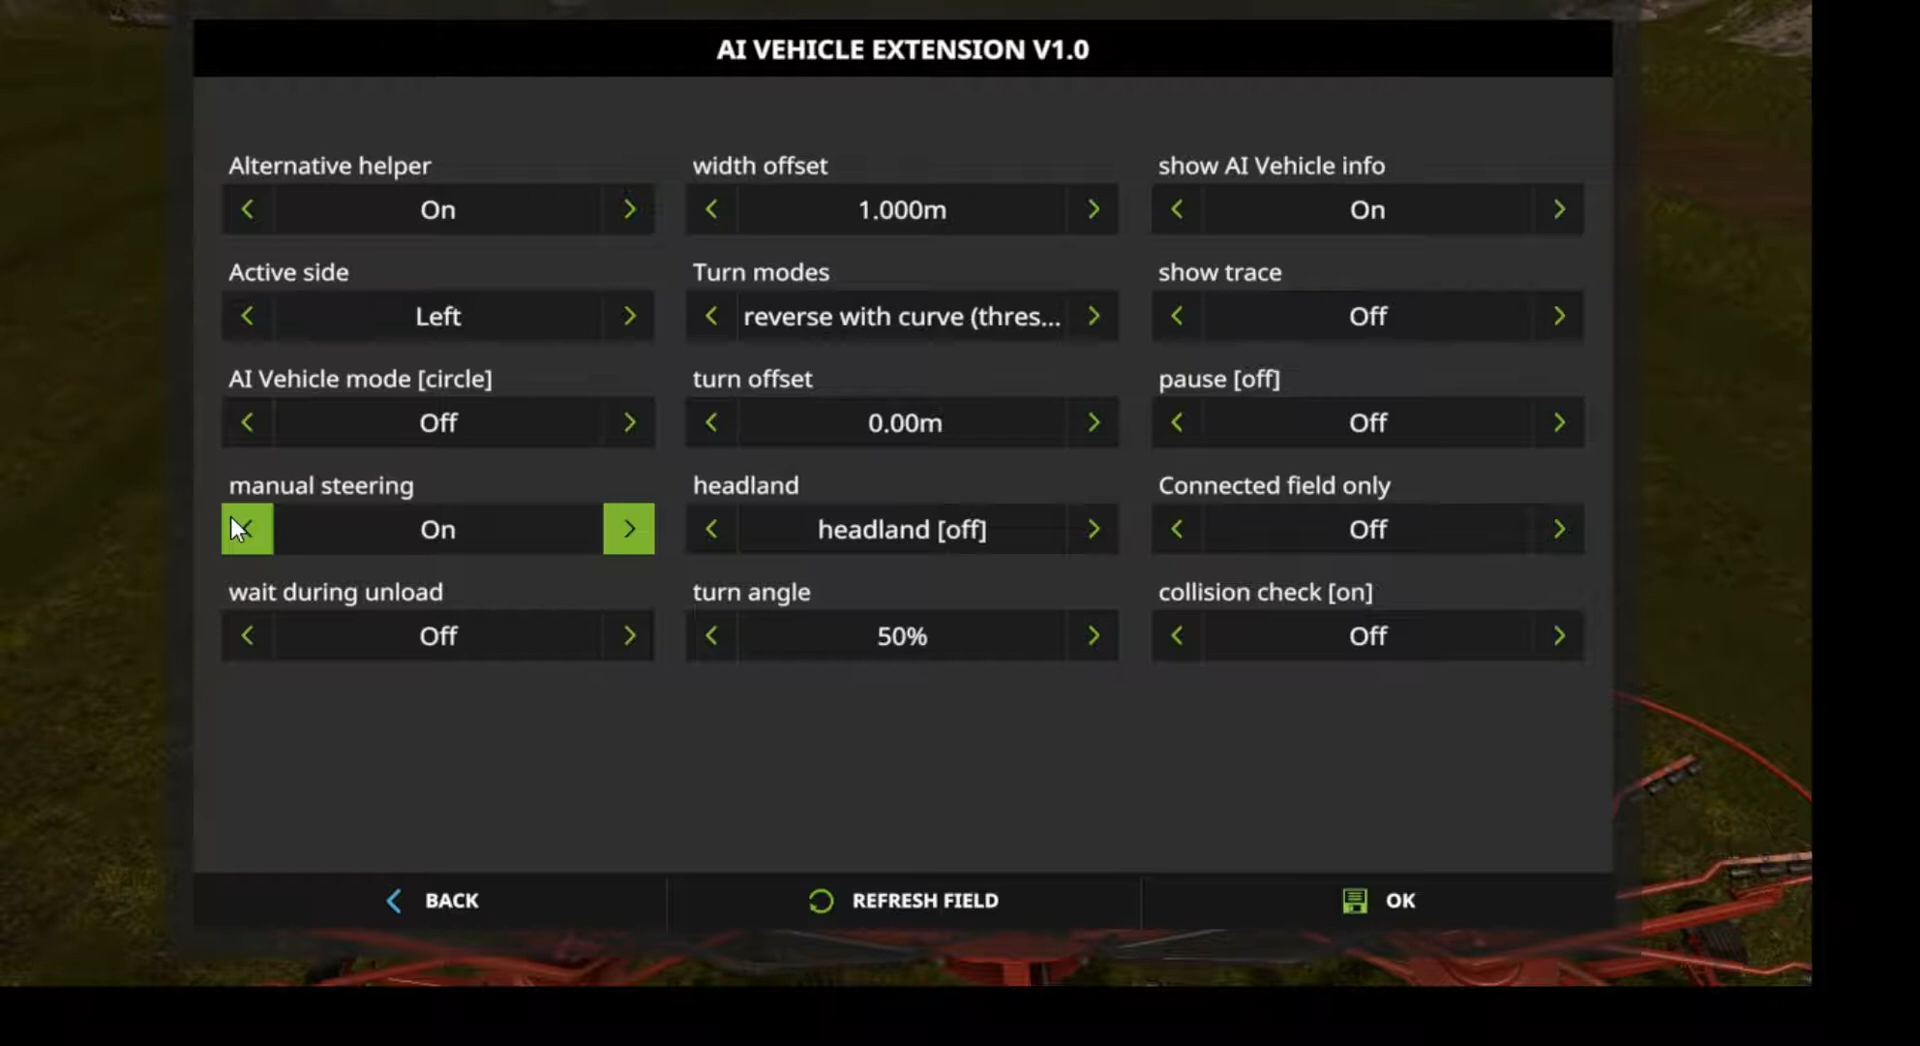 AI VEHICLE EXTENSION V1.0
Alternative helper
On
width offset
1.000m
show AI Vehicle info
On
Active side
Left
Turn modes
reverse with curve (thres...
show trace
Off
AI Vehicle mode [circle]
Off
turn offset
0.00m
pause [off]
Off
manual steering
On
headland
headland [off]
Connected field only
Off
wait during unload
Off
turn angle
50%
collision check [on]
Off
BACK
REFRESH FIELD
OK